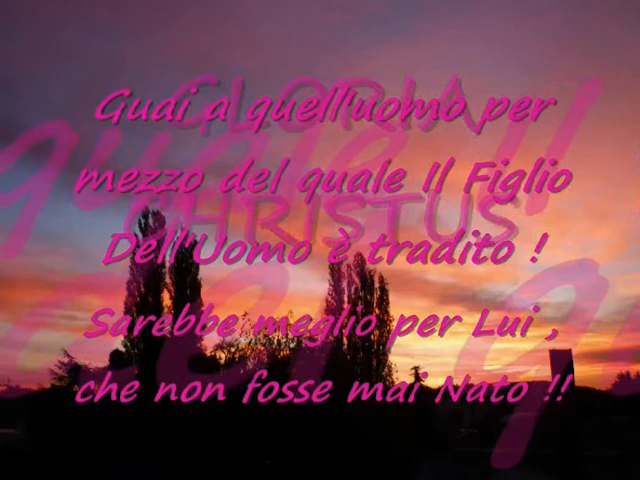 GLORIA
Guai a quell'uomo per
mezzo del quale Il Figlio
CHRISTUS
Dell'Uomo è tradito !
Sarebbe meglio per Lui ,
che non fosse mai Nato !!